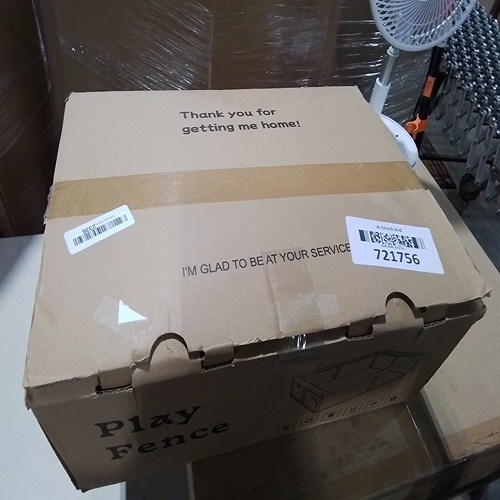 Thank you for
getting me home!
I'M GLAD TO BE AT YOUR SERVICE
721756
Play
Fence